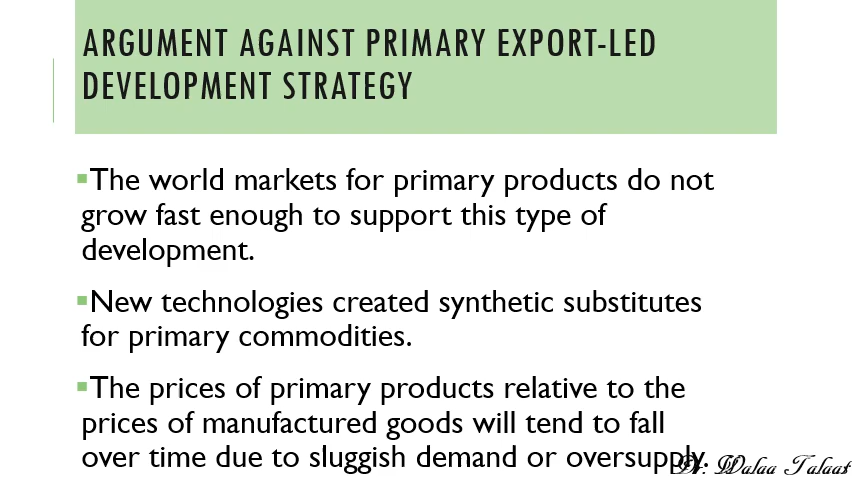 ARGUMENT AGAINST PRIMARY EXPORT-LED
DEVELOPMENT STRATEGY
▪The world markets for primary products do not
grow fast enough to support this type of
development.
▪New technologies created synthetic substitutes
for primary commodities.
▪The prices of primary products relative to the
prices of manufactured goods will tend to fall
over time due to sluggish demand or oversupply.
Dr. Walaa Talaat